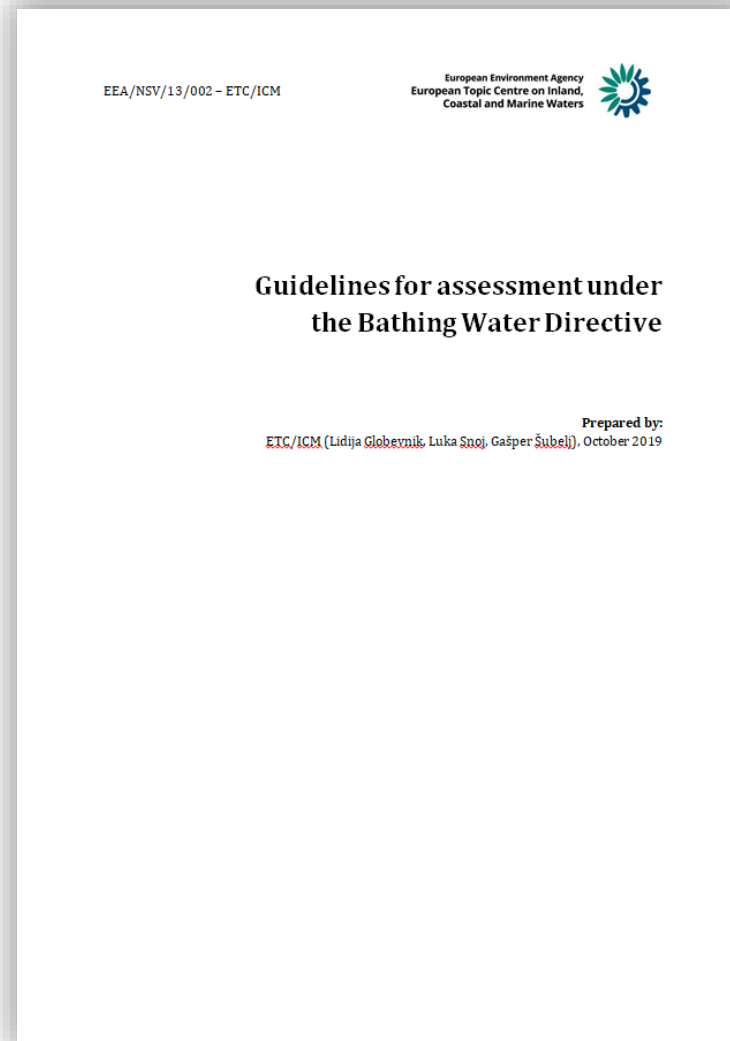 EEA/NSV/13/002 – ETC/ICM
European Environment Agency
European Topic Centre on Inland,
Coastal and Marine Waters
Guidelines for assessment under
the Bathing Water Directive
Prepared by:
ETC/ICM (Lidija Globevnik, Luka Snoj, Gašper Šubelj), October 2019